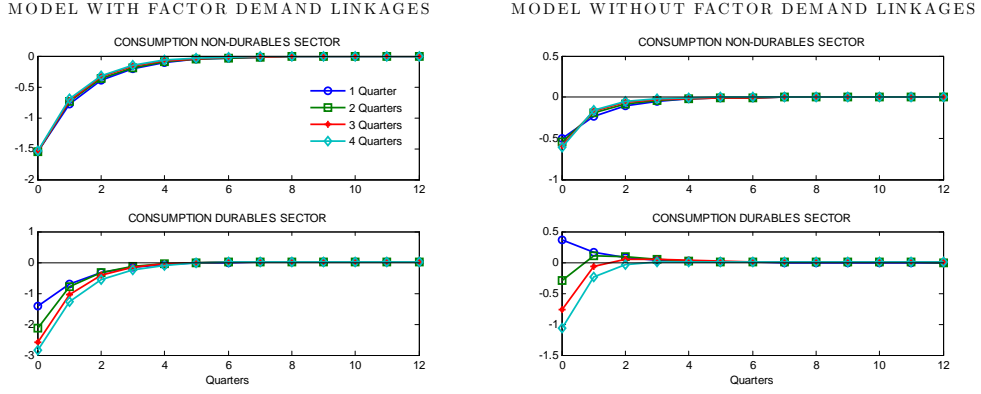 MODEL WITH FACTOR DEMAND LINKAGES
MODEL WITHOUT FACTOR DEMAND LINKAGES
CONSUMPTION NON-DURABLES SECTOR
0
-0.5
-1
-1.5
-2
0 2 4 6 8 10 12
1 Quarter
2 Quarters
3 Quarters
4 Quarters
CONSUMPTION NON-DURABLES SECTOR
0.5
0
-0.5
-1
0 2 4 6 8 10 12
CONSUMPTION DURABLES SECTOR
1
0
-1
-2
-3
0 2 4 6 8 10 12
Quarters
CONSUMPTION DURABLES SECTOR
0.5
0
-0.5
-1
-1.5
0 2 4 6 8 10 12
Quarters